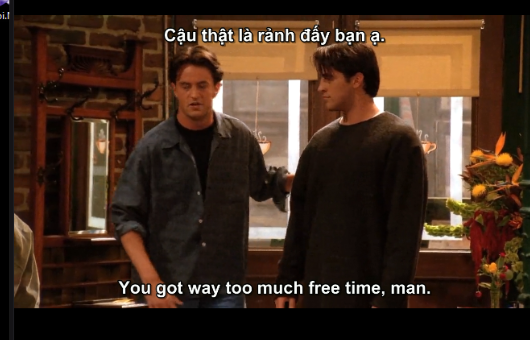 Cậu thật là rảnh đấy bạn ạ.
You got way too much free time, man.